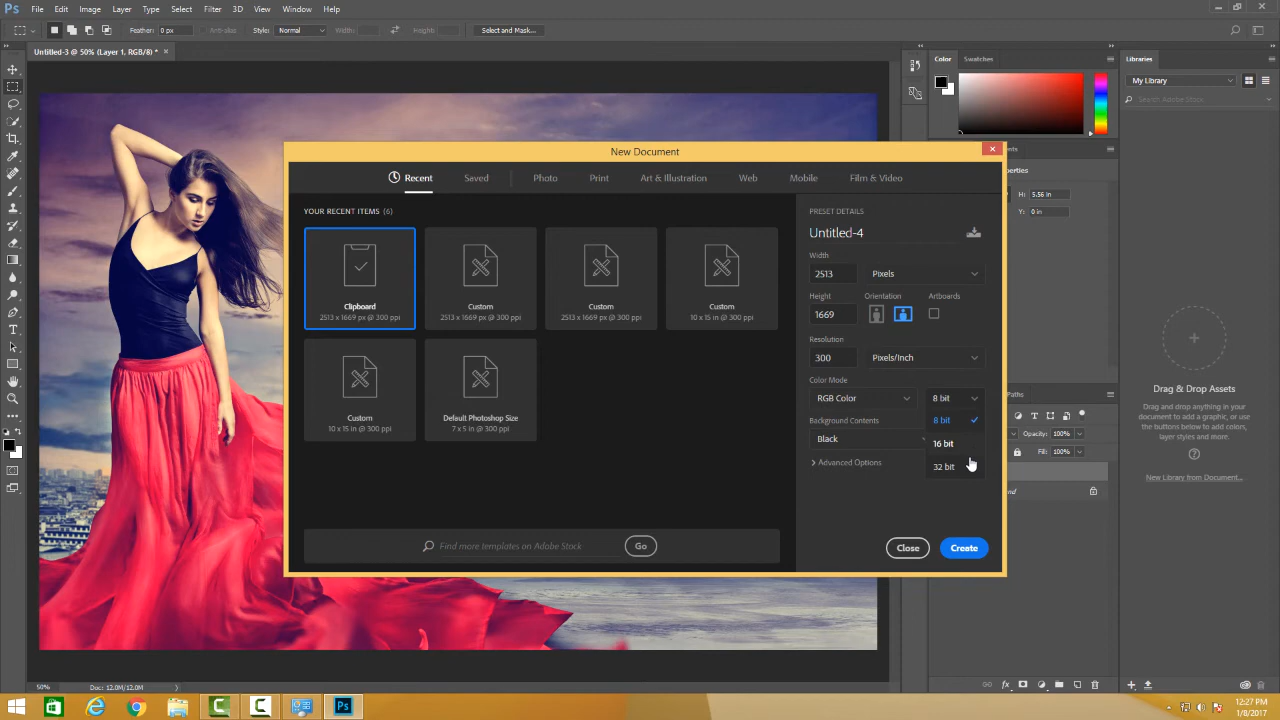 Ps File Edit Image Layer Type Select Filter 3D View Window Help
Feather: 0 px Anti-alias Style: Normal Width: Height: Select and Mask...
Untitled-3 @ 50% (Layer 1, RGB/8) * ×
Color Swatches
Libraries
My Library
Search Adobe Stock
New Document
Recent Saved Photo Print Art & Illustration Web Mobile Film & Video
YOUR RECENT ITEMS (6)
Clipboard
2513 x 1669 px @ 300 ppi
Custom
2513 x 1669 px @ 300 ppi
Custom
2513 x 1669 px @ 300 ppi
Custom
10 x 15 in @ 300 ppi
Custom
10 x 15 in @ 300 ppi
Default Photoshop Size
7 x 5 in @ 300 ppi
Find more templates on Adobe Stock Go
PRESET DETAILS
Untitled-4
Width
2513 Pixels
Height Orientation Artboards
1669
Resolution
300 Pixels/Inch
Color Mode
RGB Color 8 bit
Background Contents 8 bit
Black 16 bit
Advanced Options 32 bit
Close Create
ents
roperties
H: 5.56 in
Y: 0 in
Paths
Opacity: 100%
Fill: 100%
nd
Drag & Drop Assets
Drag and drop anything in your
document to add a graphic, or use
the buttons below to add colors,
layer styles and more.
New Library from Document...
50% Doc: 12.0M/12.0M
Ps
12:27 PM
1/8/2017